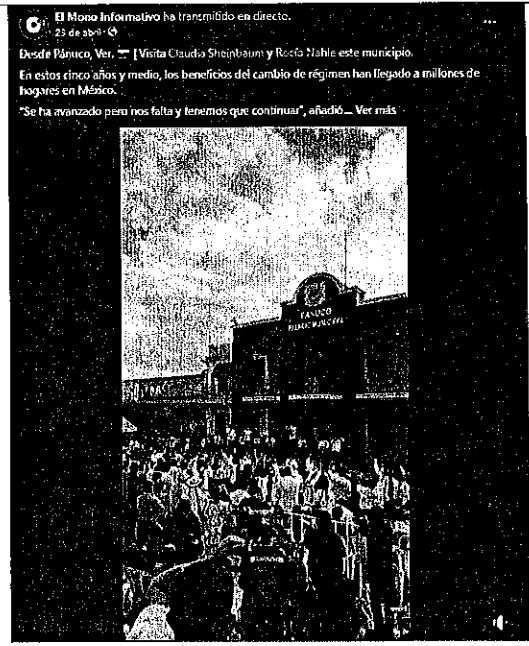 El Mono Informativo ha transmitido en directo.
23 de abril
Desde Pánuco, Ver. | Visita Claudia Sheinbaum y Rocío Nahle este municipio.
En estos cinco años y medio, los beneficios del cambio de régimen han llegado a millones de
hogares en México.
"Se ha avanzado pero nos falta y tenemos que continuar", añadió... Ver más
PANUCO
PALACIO MUNICIPAL